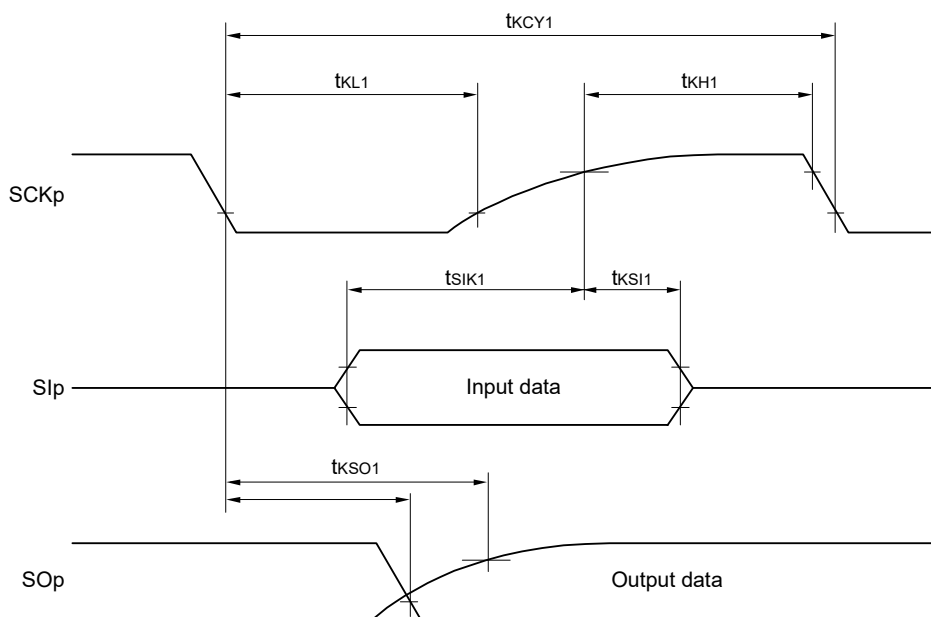 tKCY1
tKL1
tKH1
SCKp
tSIK1
tKSI1
SIp
Input data
tKSO1
SOp
Output data